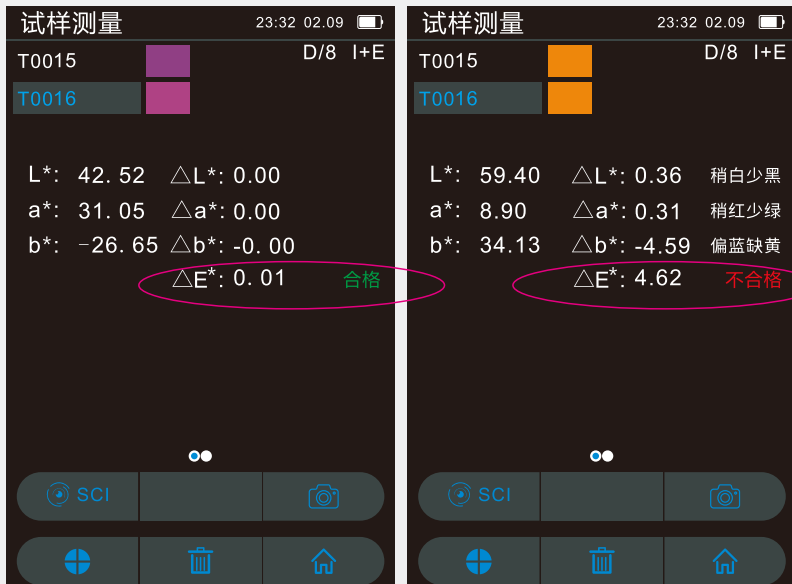 试样测量 23:32 02.09
D/8 I+E
T0015
T0016
L*: 42.52 △L*: 0.00
a*: 31.05 △a*: 0.00
b*: -26.65 △b*: -0.00
△E*: 0.01 合格
SCI
试样测量 23:32 02.09
D/8 I+E
T0015
T0016
L*: 59.40 △L*: 0.36 稍白少黑
a*: 8.90 △a*: 0.31 稍红少绿
b*: 34.13 △b*: -4.59 偏蓝缺黄
△E*: 4.62 不合格
SCI